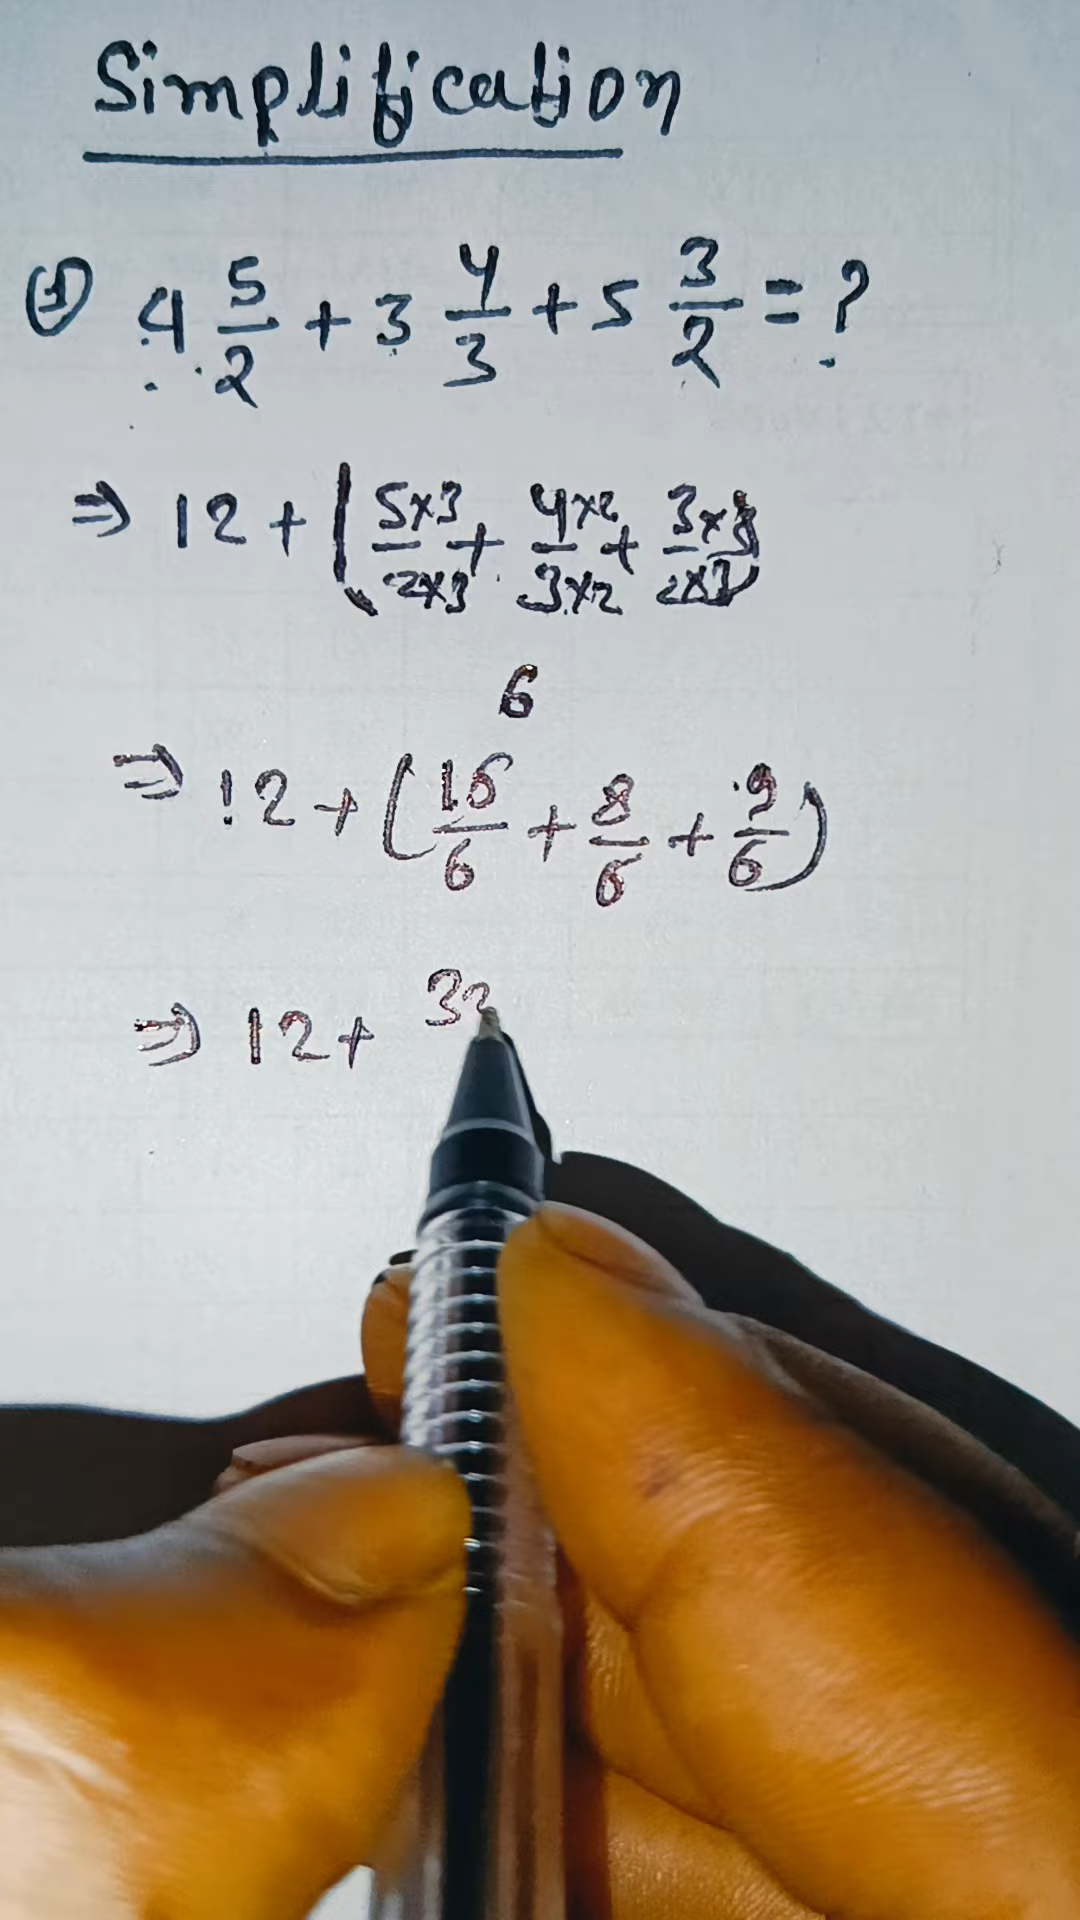 Simplification
① 4 5/2 + 3 4/3 + 5 3/2 = ?
⇒ 12 + (5×3/2×3 + 4×2/3×2 + 3×3/2×3)
6
⇒ 12 + (15/6 + 8/6 + 9/6)
⇒ 12 + 32